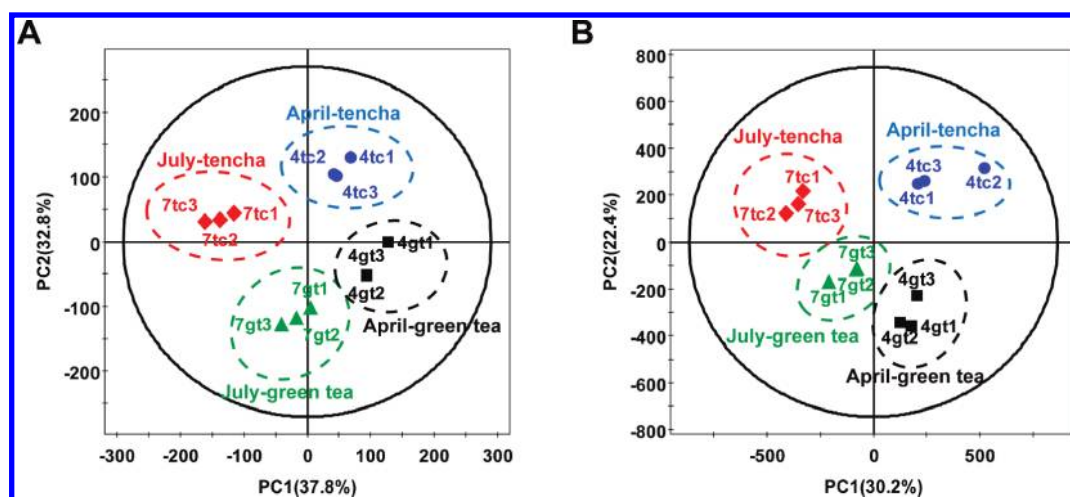 A
PC2(32.8%)
200
100
0
-100
-200
-300
-200
-100
0
100
200
300
PC1(37.8%)
April-tencha
4tc2
4tc1
4tc3
July-tencha
7tc3
7tc1
7tc2
4gt1
4gt3
4gt2
April-green tea
7gt1
7gt3
7gt2
July-green tea
B
PC2(22.4%)
800
600
400
200
0
-200
-400
-600
-800
-500
0
500
PC1(30.2%)
April-tencha
4tc3
4tc2
4tc1
July-tencha
7tc1
7tc2
7tc3
7gt3
7gt1
7gt2
July-green tea
4gt3
4gt2
4gt1
April-green tea